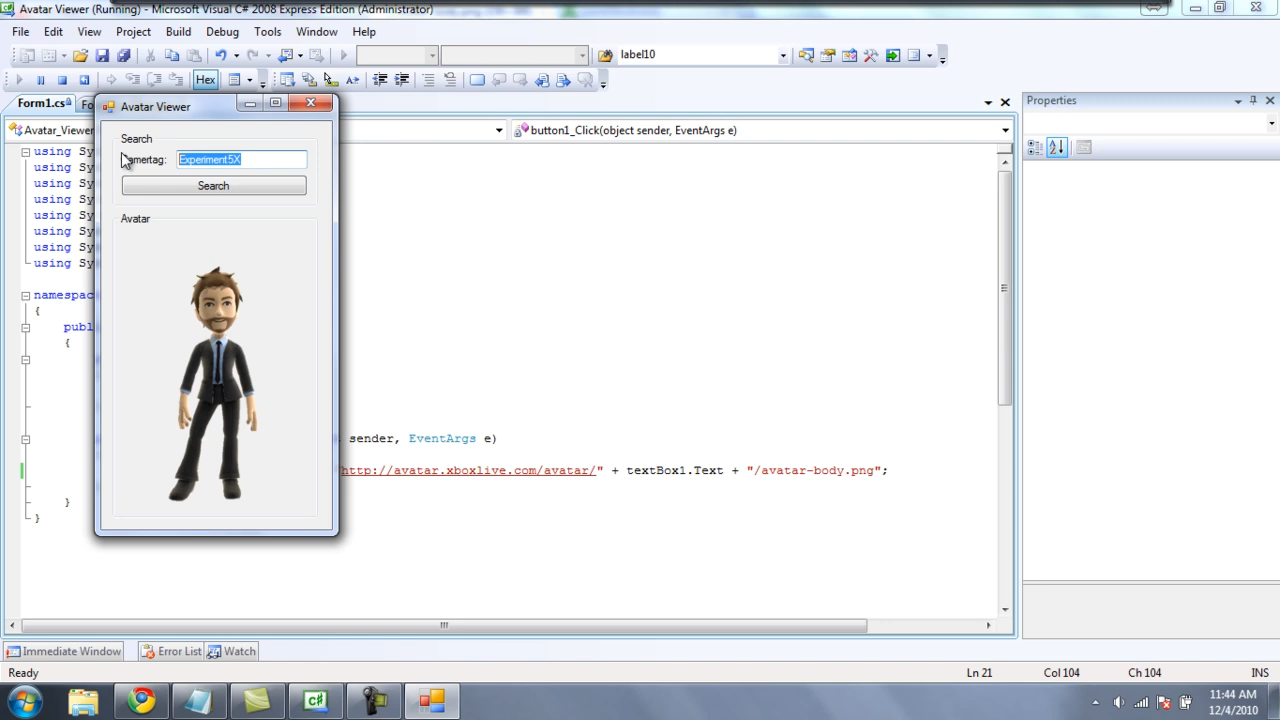 Avatar Viewer (Running) - Microsoft Visual C# 2008 Express Edition (Administrator)
File Edit View Project Build Debug Tools Window Help
label10
Hex
Form1.cs
Avatar Viewer
Properties
Avatar_Viewer
button1_Click(object sender, EventArgs e)
Search
Experiment5X
Search
Avatar
using Sy
using Sy
using Sy
using Sy
using Sy
using Sy
using Sy
using Sy
namespac
{
publ
{
sender, EventArgs e)
http://avatar.xboxlive.com/avatar/" + textBox1.Text + "/avatar-body.png";
}
}
Immediate Window Error List Watch
Ready Ln 21 Col 104 Ch 104 INS
11:44 AM
12/4/2010